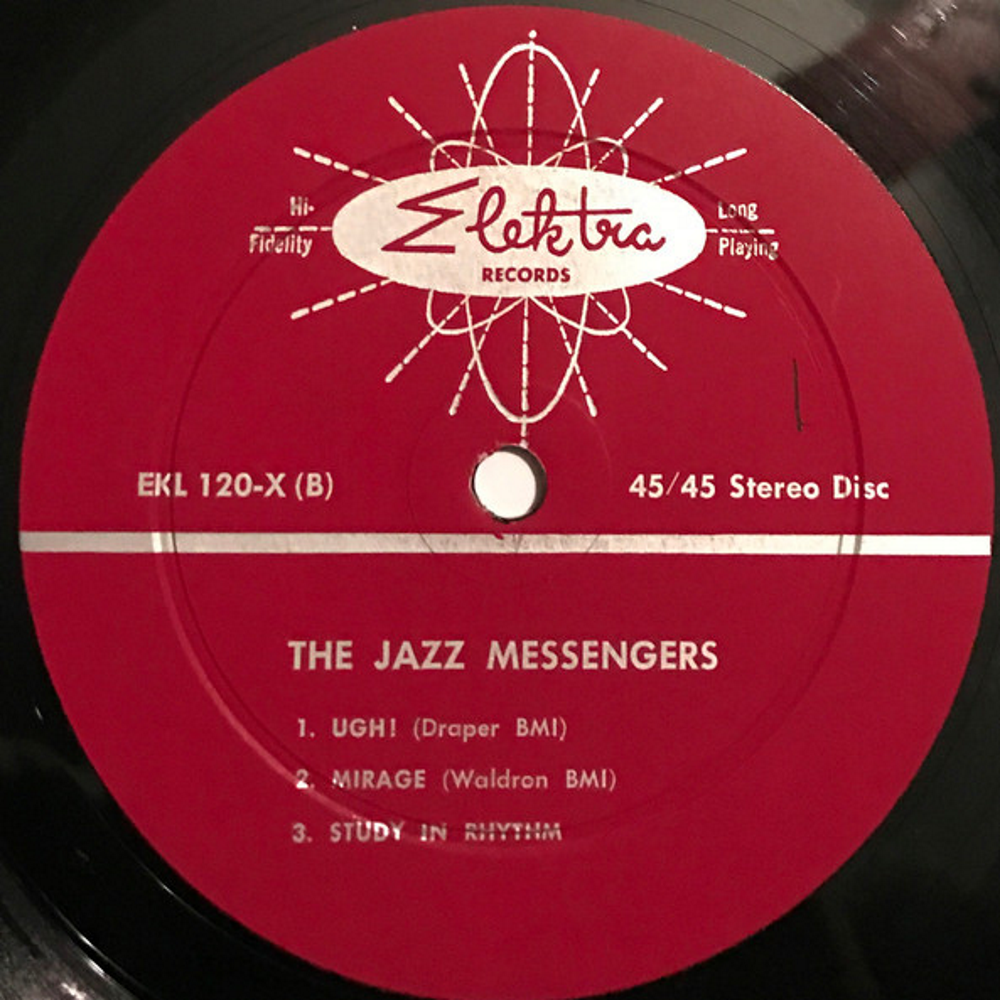 Elektra
RECORDS
Hi-
Fidelity
Long
Playing
EKL 120-X (B)
45/45 Stereo Disc
THE JAZZ MESSENGERS
1. UGH! (Draper BMI)
2. MIRAGE (Waldron BMI)
3. STUDY IN RHYTHM